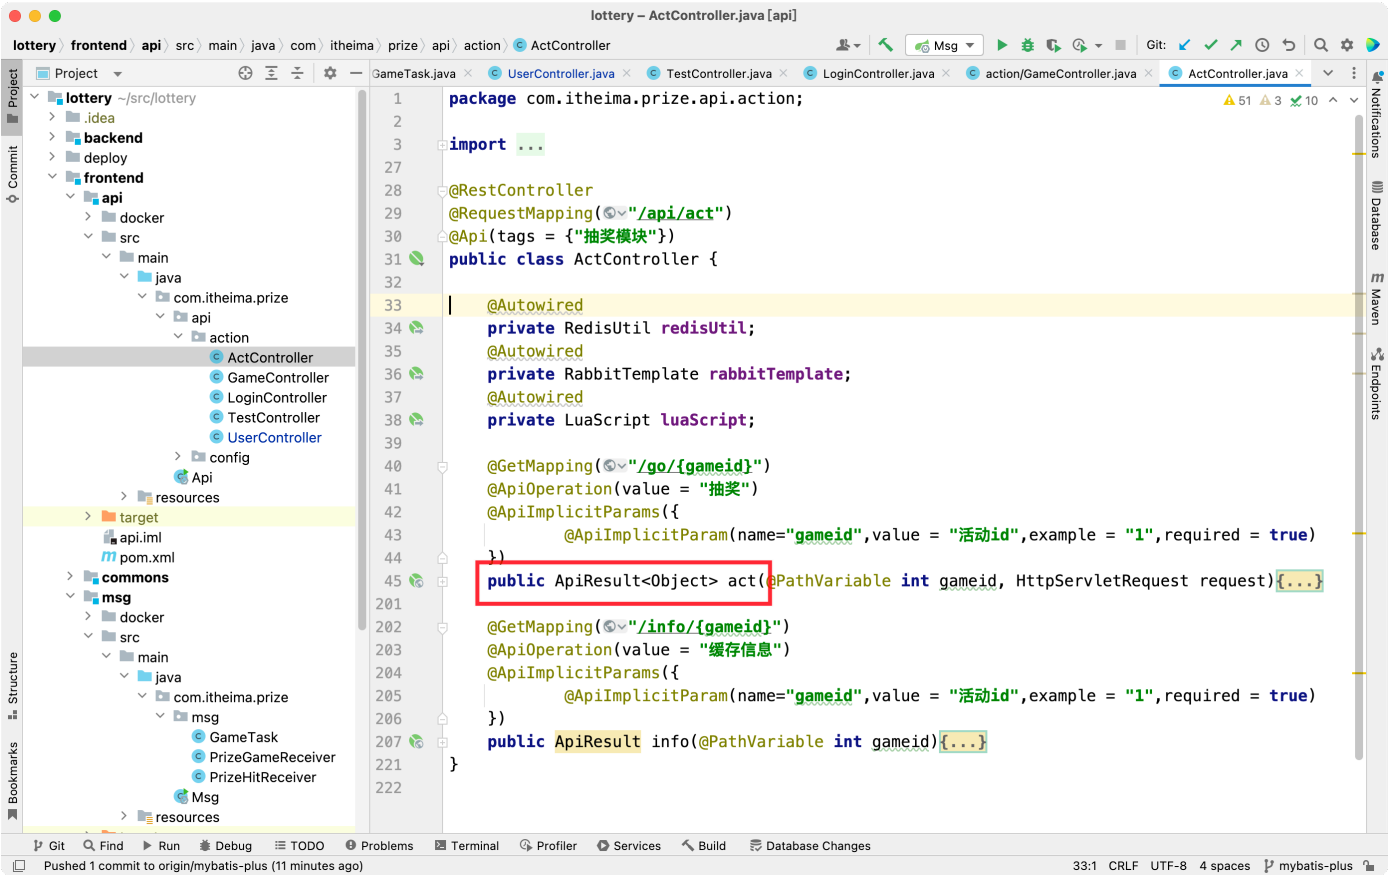 lottery – ActController.java [api]
lottery frontend api src main java com itheima prize api action ActController
Msg
Git:
Project
GameTask.java
UserController.java
TestController.java
LoginController.java
action/GameController.java
ActController.java
Project
Commit
Structure
Bookmarks
lottery ~/src/lottery
.idea
backend
deploy
frontend
api
docker
src
main
java
com.itheima.prize
api
action
ActController
GameController
LoginController
TestController
UserController
config
Api
resources
target
api.iml
pom.xml
commons
msg
docker
src
main
java
com.itheima.prize
msg
GameTask
PrizeGameReceiver
PrizeHitReceiver
Msg
resources
51 3 10
1 package com.itheima.prize.api.action;
2
3 import ...
27
28 @RestController
29 @RequestMapping("/api/act")
30 @Api(tags = {"抽奖模块"})
31 public class ActController {
32
33 @Autowired
34 private RedisUtil redisUtil;
35 @Autowired
36 private RabbitTemplate rabbitTemplate;
37 @Autowired
38 private LuaScript luaScript;
39
40 @GetMapping("/go/{gameid}")
41 @ApiOperation(value = "抽奖")
42 @ApiImplicitParams({
43 @ApiImplicitParam(name="gameid",value = "活动id",example = "1",required = true)
44 })
45 public ApiResult<Object> act(@PathVariable int gameid, HttpServletRequest request){...}
201
202 @GetMapping("/info/{gameid}")
203 @ApiOperation(value = "缓存信息")
204 @ApiImplicitParams({
205 @ApiImplicitParam(name="gameid",value = "活动id",example = "1",required = true)
206 })
207 public ApiResult info(@PathVariable int gameid){...}
221 }
222
Notifications
Database
Maven
Endpoints
Git Find Run Debug TODO Problems Terminal Profiler Services Build Database Changes
Pushed 1 commit to origin/mybatis-plus (11 minutes ago)
33:1 CRLF UTF-8 4 spaces mybatis-plus